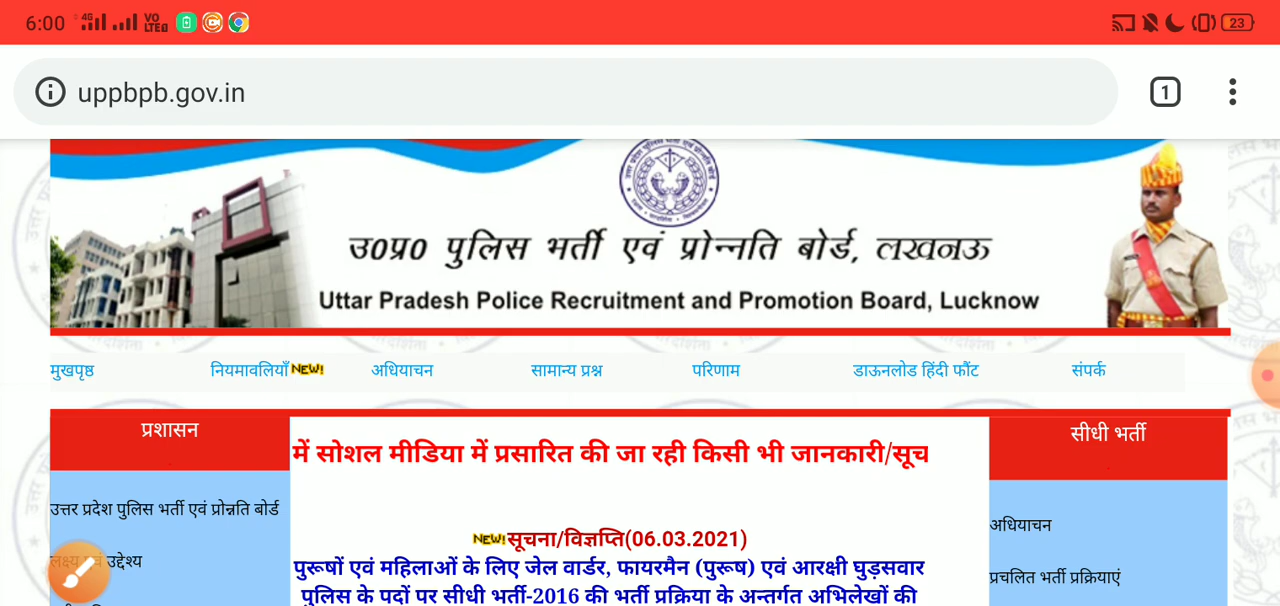 6:00 4G VO LTE 23
uppbpb.gov.in 1
उ0प्र0 पुलिस भर्ती एवं प्रोन्नति बोर्ड, लखनऊ
Uttar Pradesh Police Recruitment and Promotion Board, Lucknow
मुखपृष्ठ नियमावलियाँ NEW! अधियाचन सामान्य प्रश्न परिणाम डाऊनलोड हिंदी फौंट संपर्क
प्रशासन
सीधी भर्ती
में सोशल मीडिया में प्रसारित की जा रही किसी भी जानकारी/सूच
उत्तर प्रदेश पुलिस भर्ती एवं प्रोन्नति बोर्ड
अधियाचन
NEW! सूचना/विज्ञप्ति(06.03.2021)
उद्देश्य
पुरूषों एवं महिलाओं के लिए जेल वार्डर, फायरमैन (पुरूष) एवं आरक्षी घुड़सवार
प्रचलित भर्ती प्रक्रियाएं
पुलिस के पदों पर सीधी भर्ती-2016 की भर्ती प्रक्रिया के अन्तर्गत अभिलेखों की